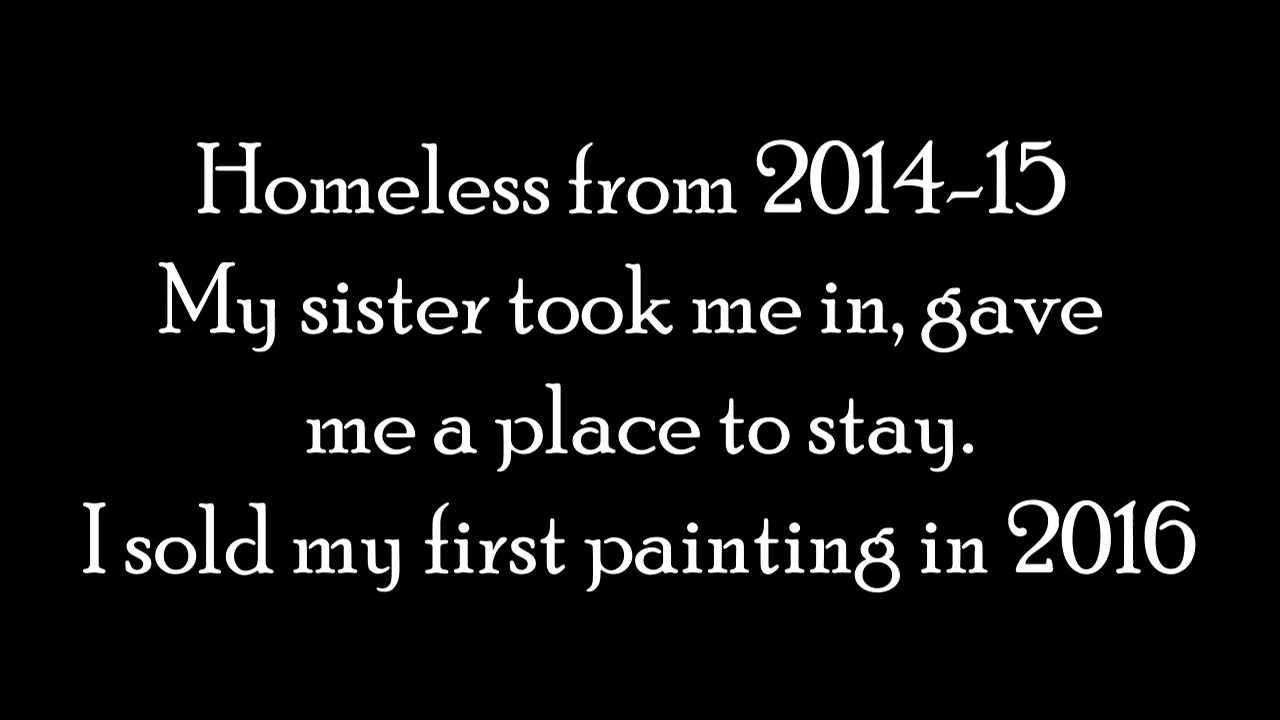 Homeless from 2014-15
My sister took me in, gave
me a place to stay.
I sold my first painting in 2016